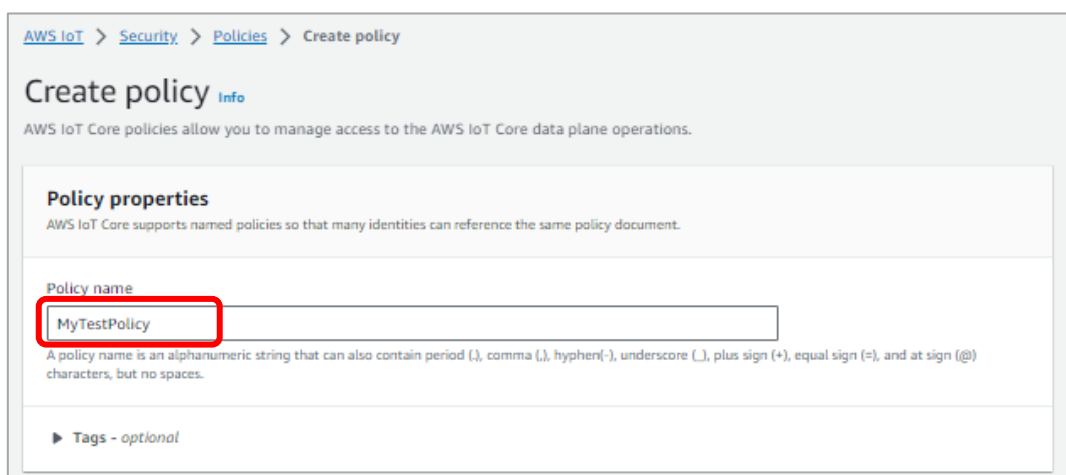 AWS IoT > Security > Policies > Create policy
Create policy Info
AWS IoT Core policies allow you to manage access to the AWS IoT Core data plane operations.
Policy properties
AWS IoT Core supports named policies so that many identities can reference the same policy document.
Policy name
MyTestPolicy
A policy name is an alphanumeric string that can also contain period (.), comma (,), hyphen(-), underscore (_), plus sign (+), equal sign (=), and at sign (@)
characters, but no spaces.
Tags - optional